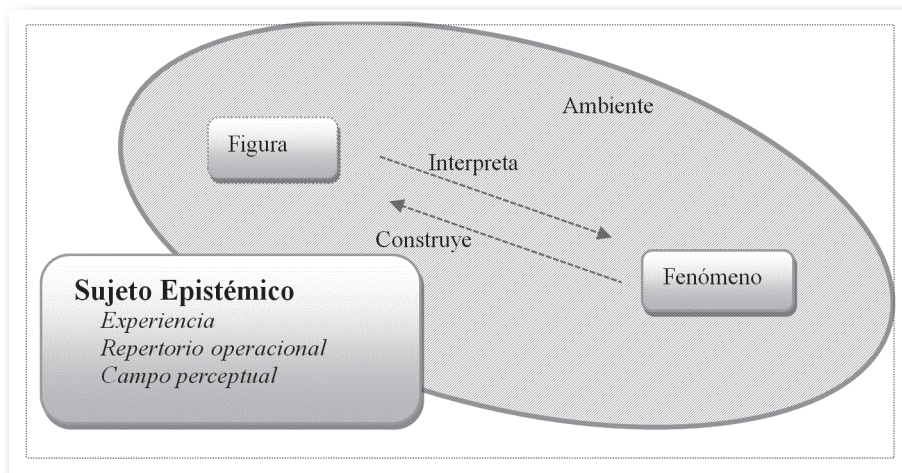 Ambiente
Figura
Interpreta
Construye
Fenómeno
Sujeto Epistémico
Experiencia
Repertorio operacional
Campo perceptual